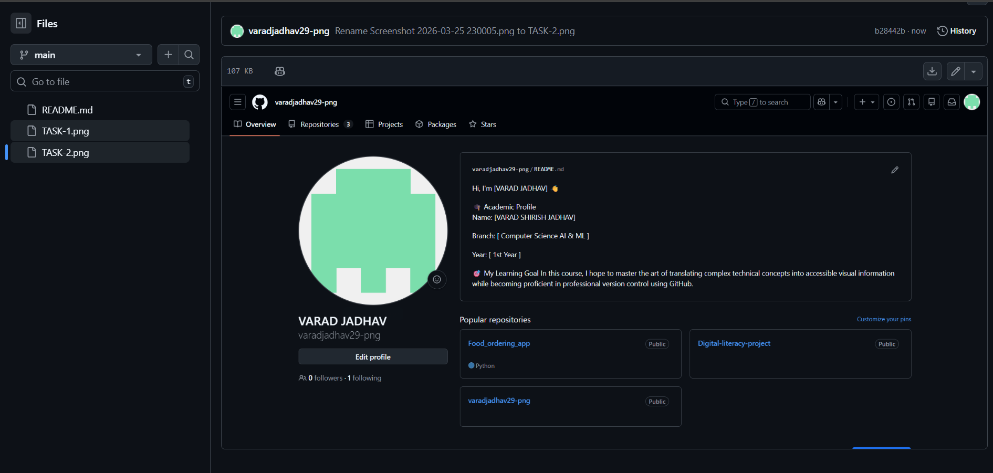 Files
varadjadhav29-png Rename Screenshot 2026-03-25 230005.png to TASK-2.png
b28442b · now
History
main
Go to file
t
README.md
TASK-1.png
TASK-2.png
107 KB
varadjadhav29-png
Type / to search
Overview
Repositories 3
Projects
Packages
Stars
varadjadhav29-png/README.md
Hi, I'm [VARAD JADHAV] 👋
🎓 Academic Profile
Name: [VARAD SHIRISH JADHAV]
Branch: [ Computer Science AI & ML ]
Year: [ 1st Year ]
🎯 My Learning Goal In this course, I hope to master the art of translating complex technical concepts into accessible visual information
while becoming proficient in professional version control using GitHub.
VARAD JADHAV
varadjadhav29-png
Edit profile
0 followers · 1 following
Popular repositories
Customize your pins
Food_ordering_app
Public
Python
Digital-literacy-project
Public
varadjadhav29-png
Public